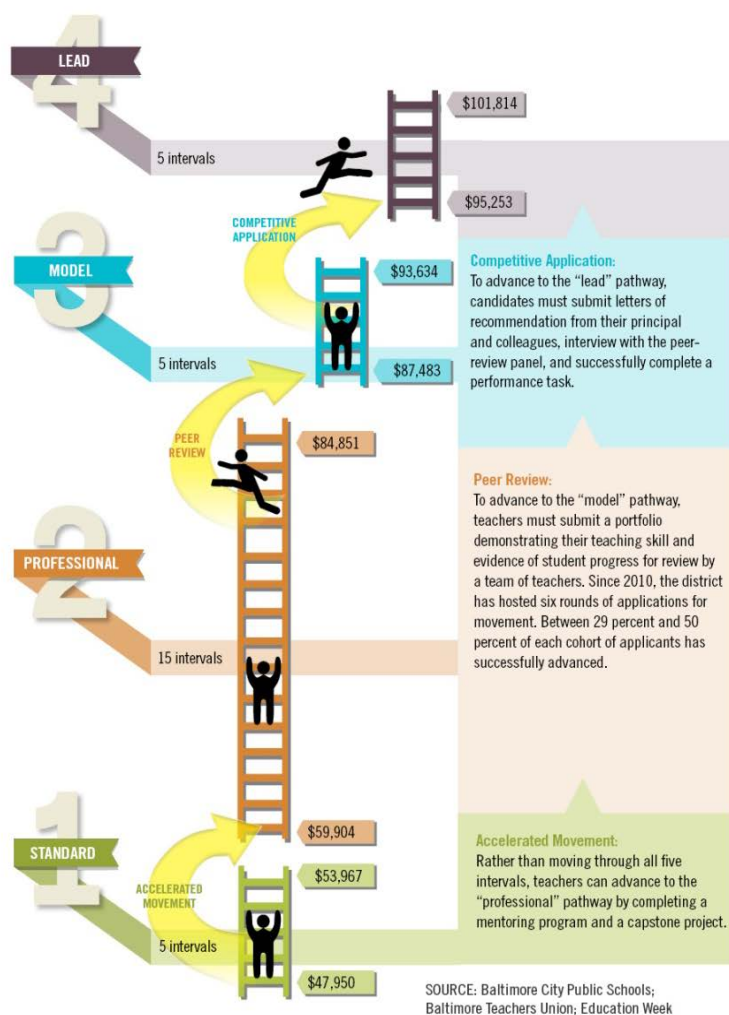 4
LEAD
$101,814
5 intervals
$95,253
COMPETITIVE
APPLICATION
3
MODEL
$93,634
5 intervals
$87,483
Competitive Application:
To advance to the “lead” pathway,
candidates must submit letters of
recommendation from their principal
and colleagues, interview with the peer-
review panel, and successfully complete a
performance task.
PEER
REVIEW
$84,851
2
PROFESSIONAL
15 intervals
$59,904
Peer Review:
To advance to the “model” pathway,
teachers must submit a portfolio
demonstrating their teaching skill and
evidence of student progress for review by
a team of teachers. Since 2010, the district
has hosted six rounds of applications for
movement. Between 29 percent and 50
percent of each cohort of applicants has
successfully advanced.
1
STANDARD
$53,967
ACCELERATED
MOVEMENT
5 intervals
$47,950
Accelerated Movement:
Rather than moving through all five
intervals, teachers can advance to the
“professional” pathway by completing a
mentoring program and a capstone project.
SOURCE: Baltimore City Public Schools;
Baltimore Teachers Union; Education Week